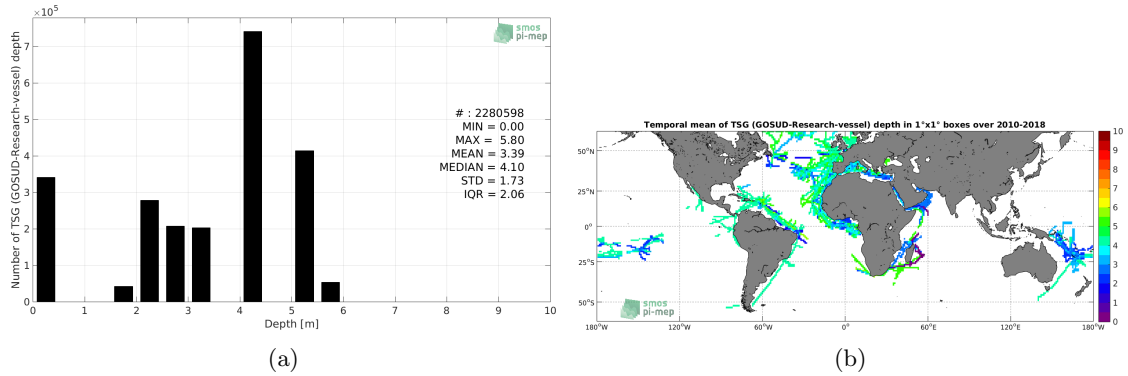 ×10⁵
7
6
5
4
3
2
1
0
Number of TSG (GOSUD-Research-vessel) depth
smos
pi-mep
# : 2280598
MIN = 0.00
MAX = 5.80
MEAN = 3.39
MEDIAN = 4.10
STD = 1.73
IQR = 2.06
0 1 2 3 4 5 6 7 8 9 10
Depth [m]
(a)
Temporal mean of TSG (GOSUD-Research-vessel) depth in 1°x1° boxes over 2010-2018
50°N
25°N
0°
25°S
50°S
smos
pi-mep
180°W 120°W 60°W 0° 60°E 120°E 180°W
10
9
8
7
6
5
4
3
2
1
0
(b)